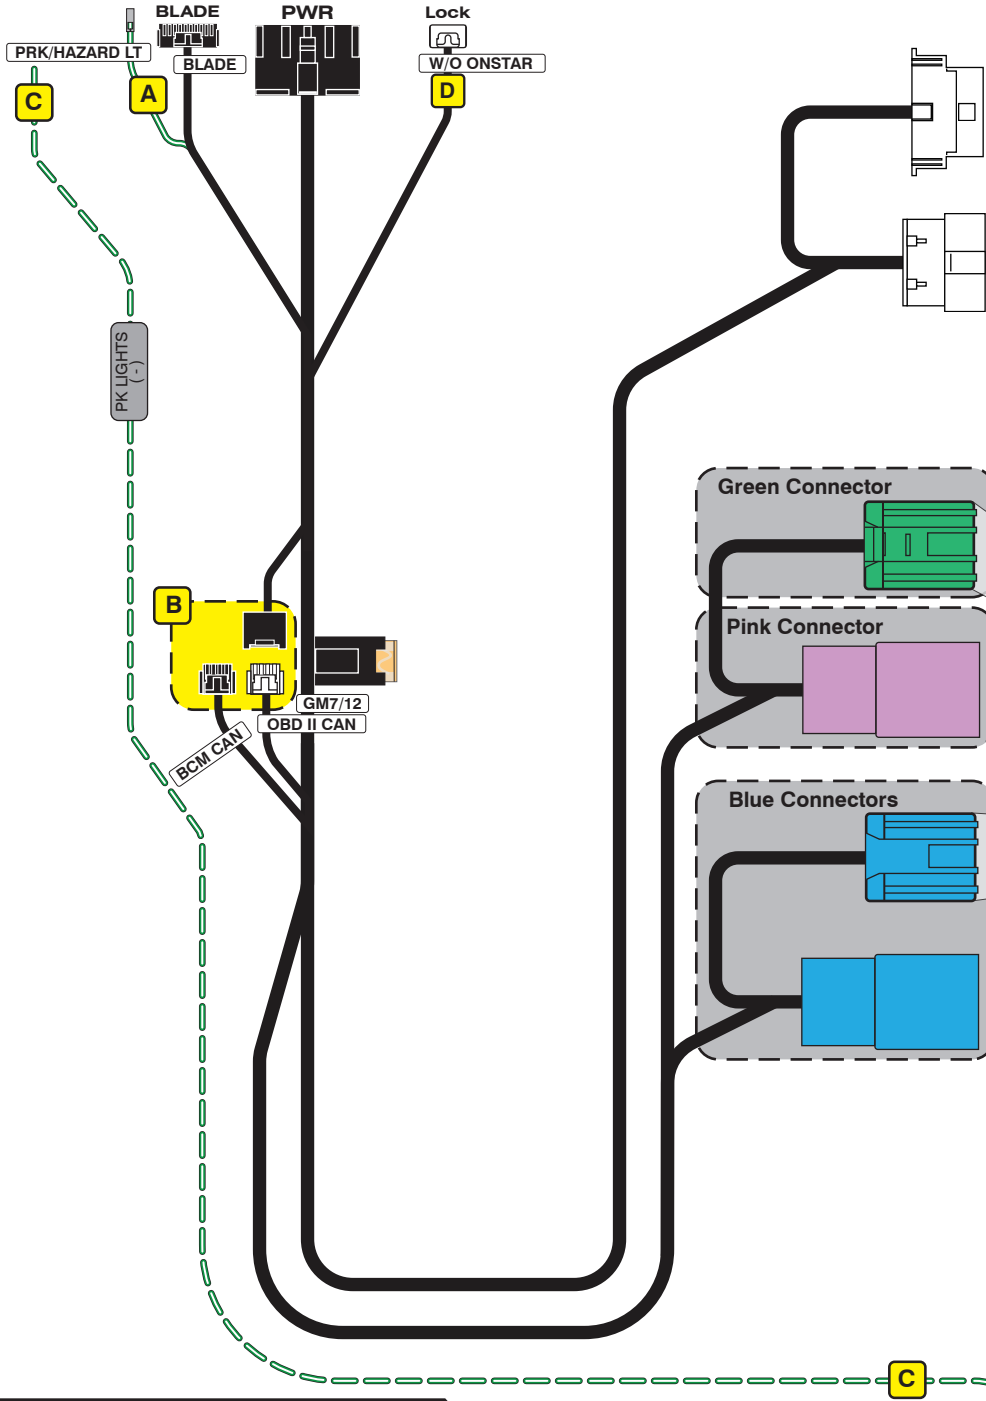 BLADE
PWR
Lock
PRK/HAZARD LT
BLADE
W/O ONSTAR
C
A
D
PK LIGHTS
( - )
Green Connector
B
Pink Connector
GM7/12
OBD II CAN
BCM CAN
Blue Connectors
C